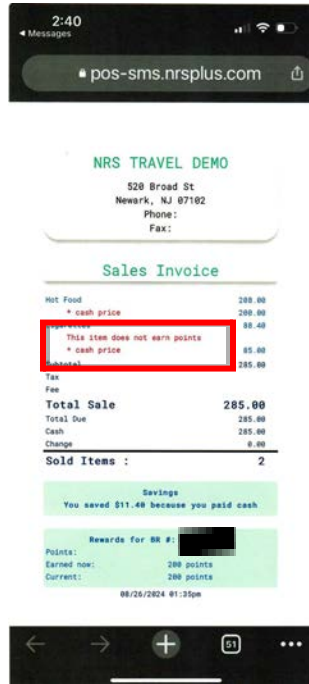 2:40
Messages
pos-sms.nrsplus.com
NRS TRAVEL DEMO
520 Broad St
Newark, NJ 07102
Phone:
Fax:
Sales Invoice
Hot Food 208.00
* cash price 200.00
Cigarettes 88.40
This item does not earn points
* cash price 85.00
Subtotal 285.00
Tax
Fee
Total Sale 285.00
Total Due 285.00
Cash 285.00
Change 0.00
Sold Items : 2
Savings
You saved $11.40 because you paid cash
Rewards for BR #:
Points:
Earned now: 200 points
Current: 200 points
08/26/2024 01:35pm
51